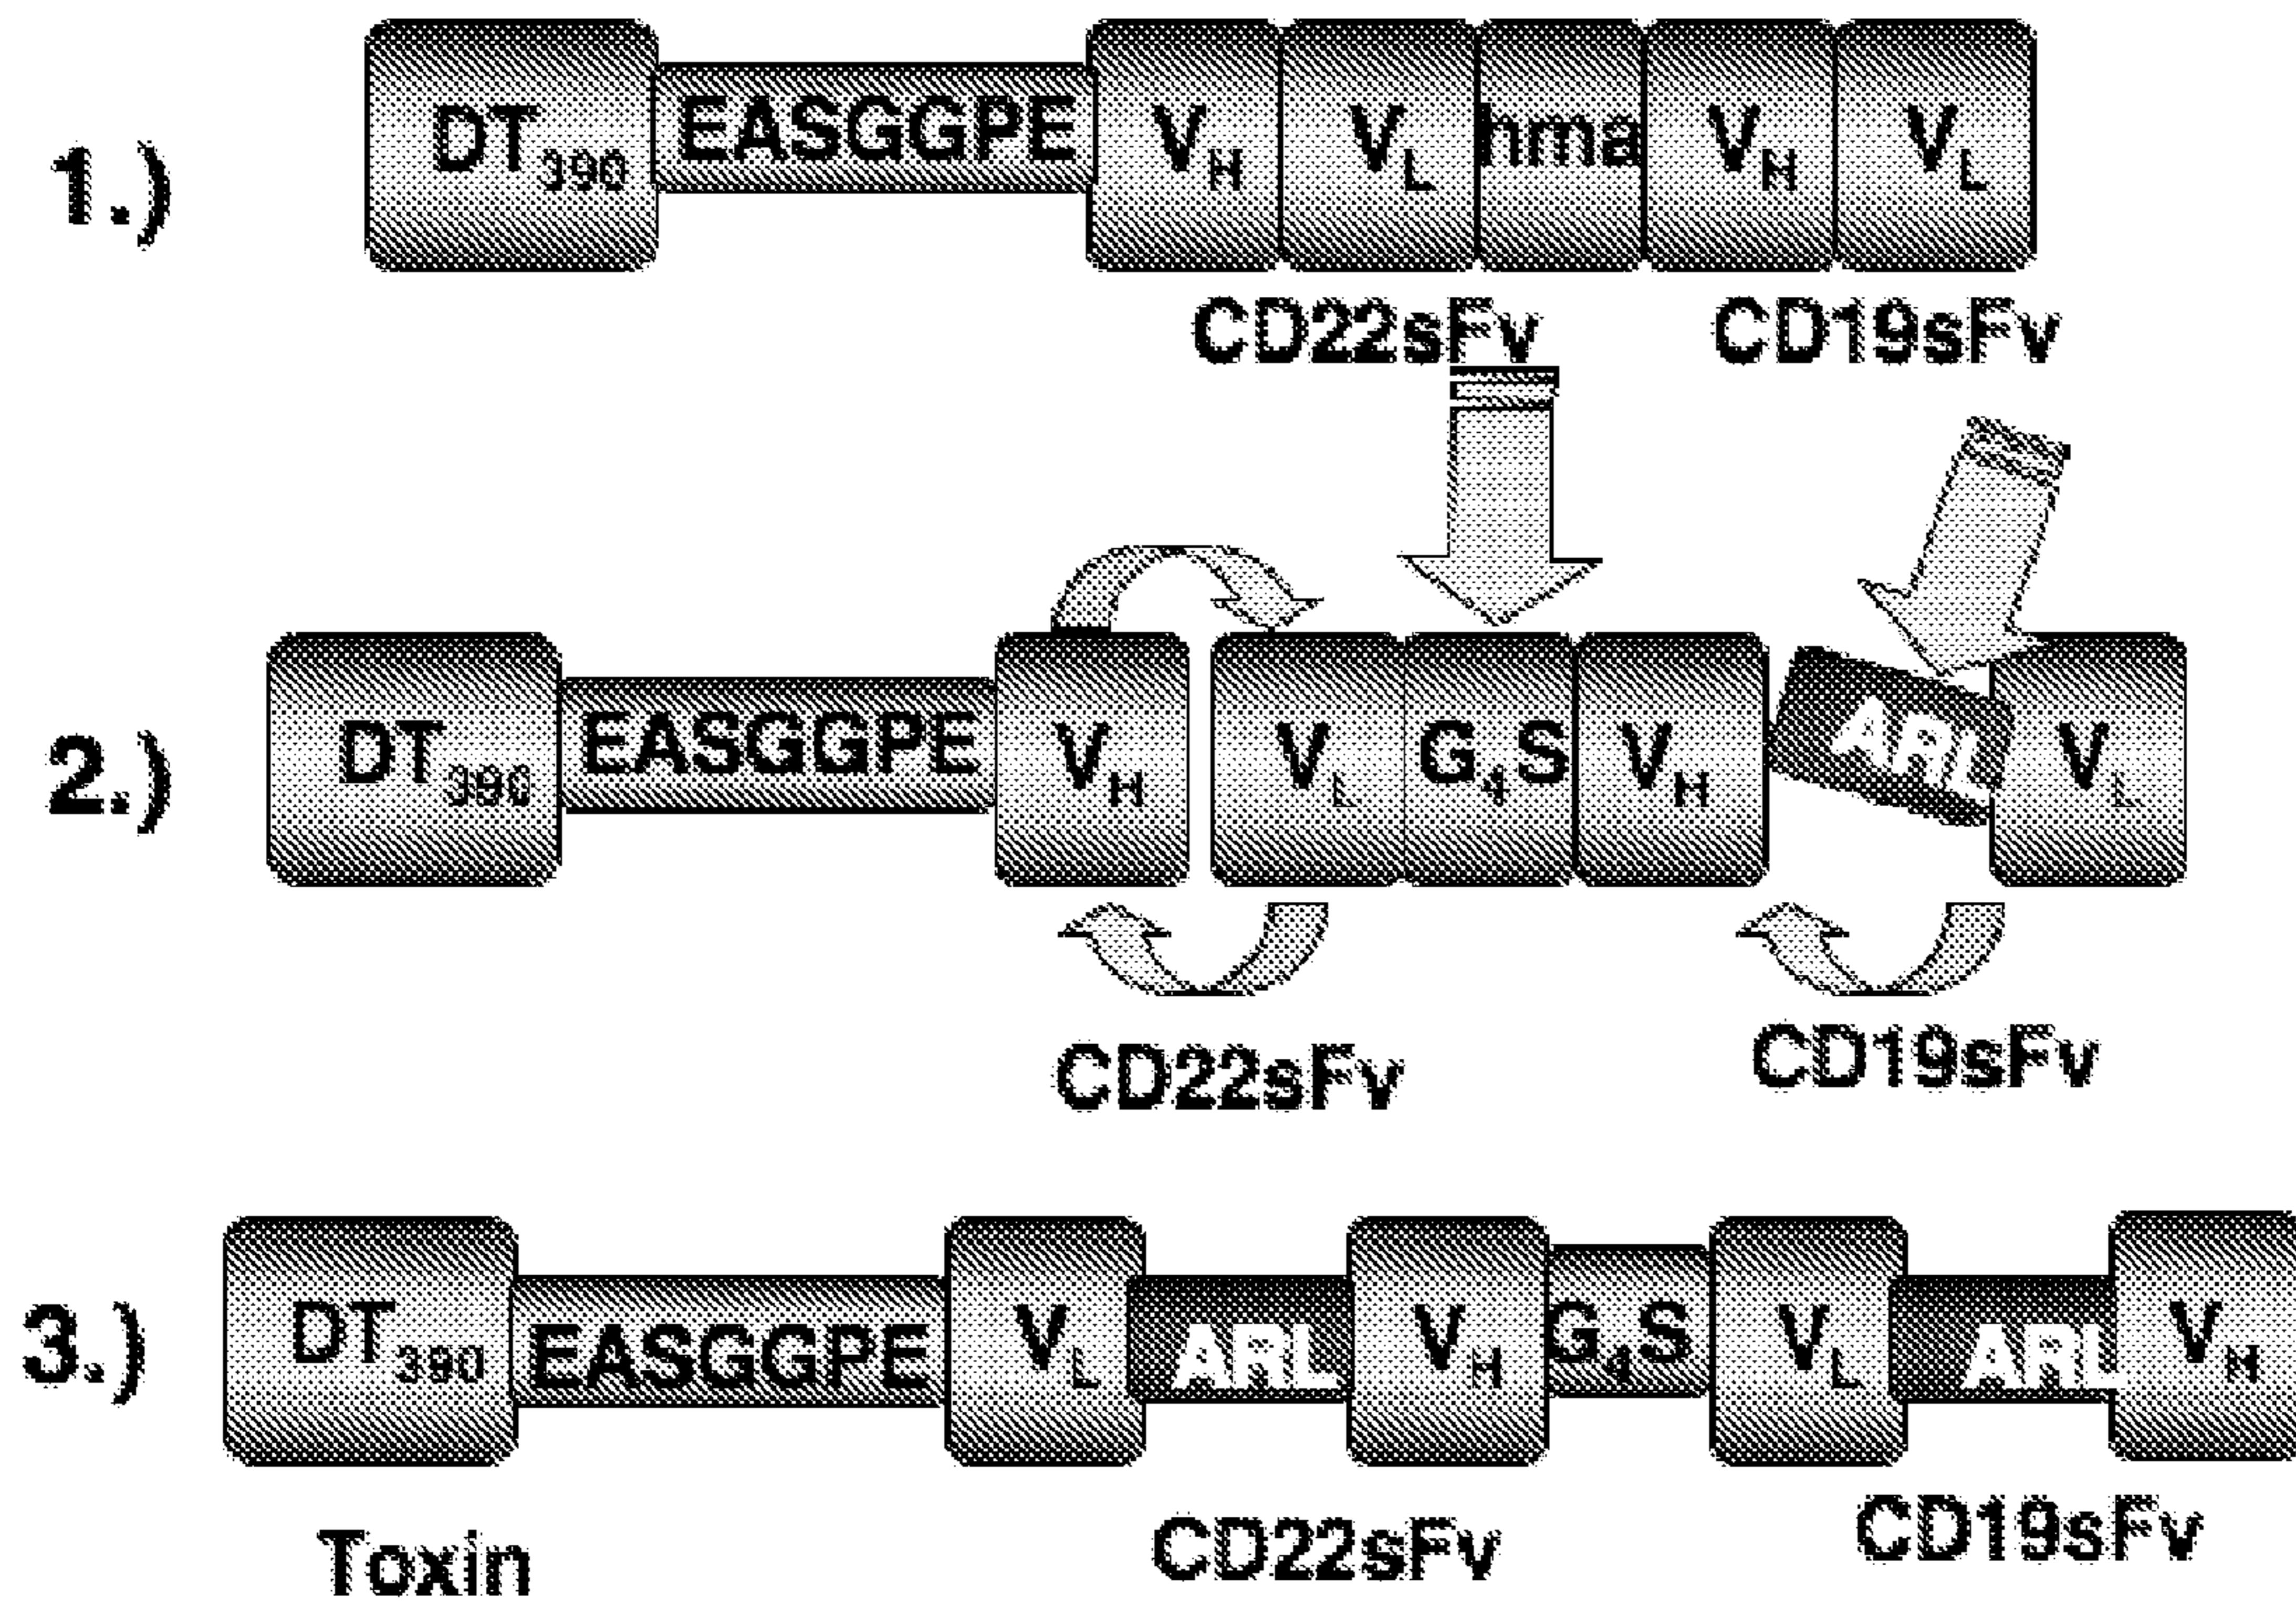 1.) DT390 EASGGPE VH VL hma VH VL
CD22sFv CD19sFv
2.) DT390 EASGGPE VH VL G4S VH ARL VL
CD22sFv CD19sFv
3.) DT390 EASGGPE VL ARL VH G4S VL ARL VH
Toxin CD22sFv CD19sFv